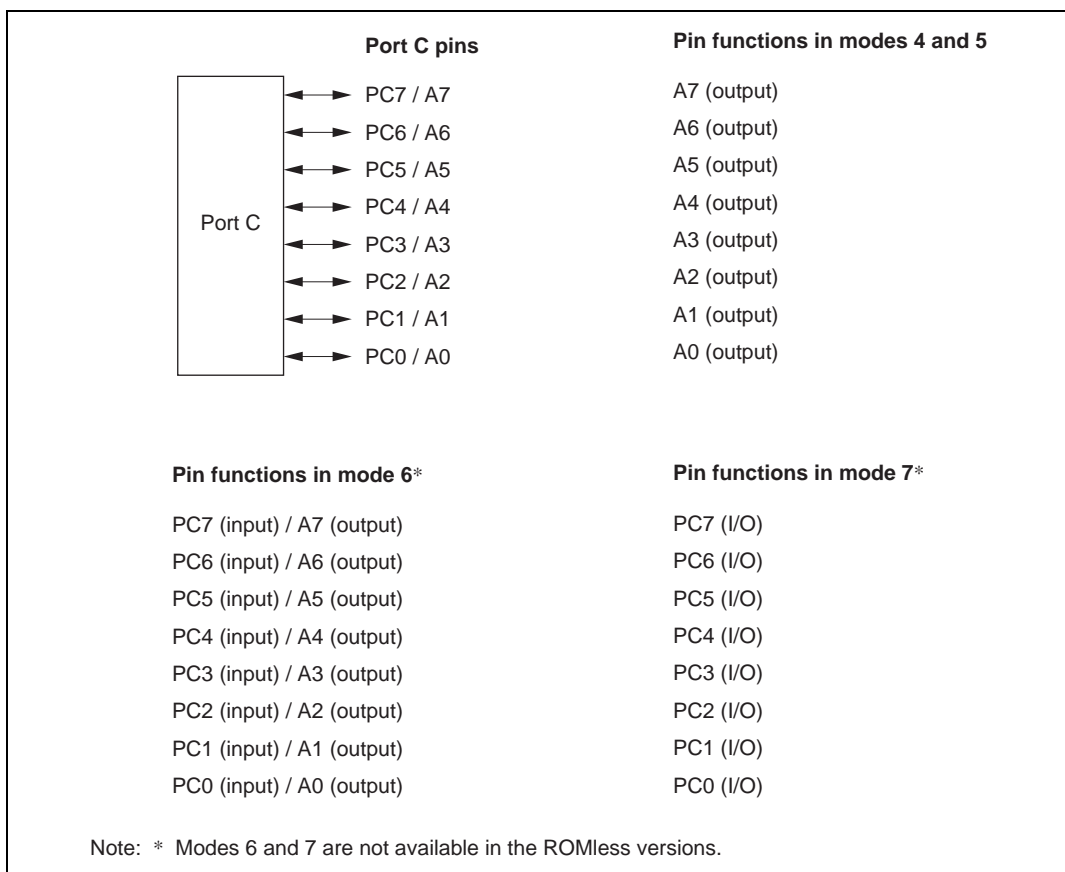 Port C pins
Port C
PC7 / A7
PC6 / A6
PC5 / A5
PC4 / A4
PC3 / A3
PC2 / A2
PC1 / A1
PC0 / A0
Pin functions in modes 4 and 5
A7 (output)
A6 (output)
A5 (output)
A4 (output)
A3 (output)
A2 (output)
A1 (output)
A0 (output)
Pin functions in mode 6*
PC7 (input) / A7 (output)
PC6 (input) / A6 (output)
PC5 (input) / A5 (output)
PC4 (input) / A4 (output)
PC3 (input) / A3 (output)
PC2 (input) / A2 (output)
PC1 (input) / A1 (output)
PC0 (input) / A0 (output)
Pin functions in mode 7*
PC7 (I/O)
PC6 (I/O)
PC5 (I/O)
PC4 (I/O)
PC3 (I/O)
PC2 (I/O)
PC1 (I/O)
PC0 (I/O)
Note: * Modes 6 and 7 are not available in the ROMless versions.